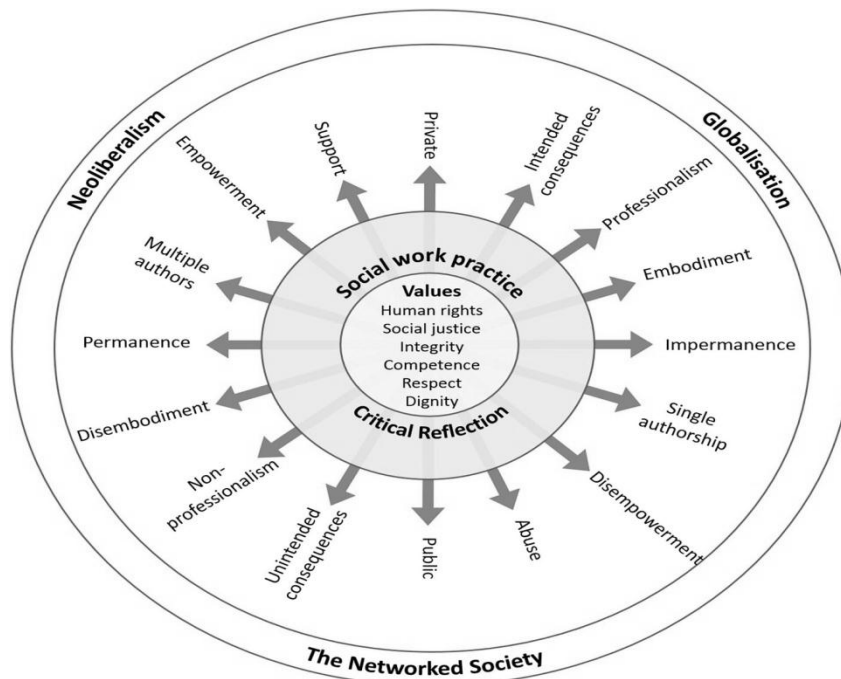 Neoliberalism
Globalisation
The Networked Society
Private
Intended
consequences
Professionalism
Embodiment
Impermanence
Single
authorship
Disempowerment
Abuse
Public
Unintended
consequences
Non-
professionalism
Disembodiment
Permanence
Multiple
authors
Empowerment
Support
Social work practice
Values
Human rights
Social justice
Integrity
Competence
Respect
Dignity
Critical Reflection